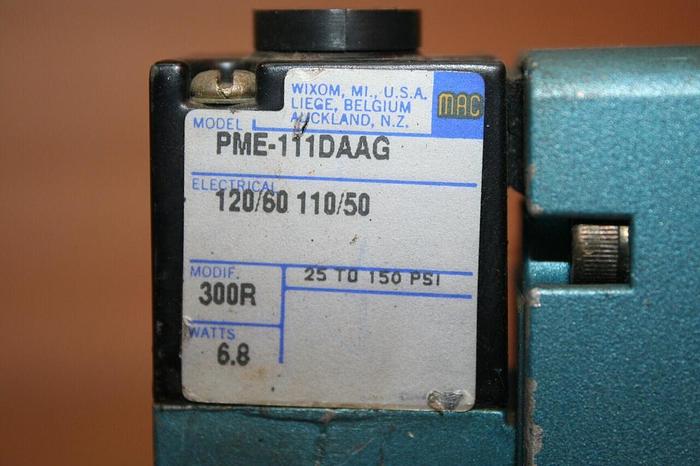 WIXOM, MI., U.S.A.
LIEGE, BELGIUM
AUCKLAND, N.Z.
MAC
MODEL
PME-111DAAG
ELECTRICAL
120/60 110/50
MODIF.
25 TO 150 PSI
300R
WATTS
6.8